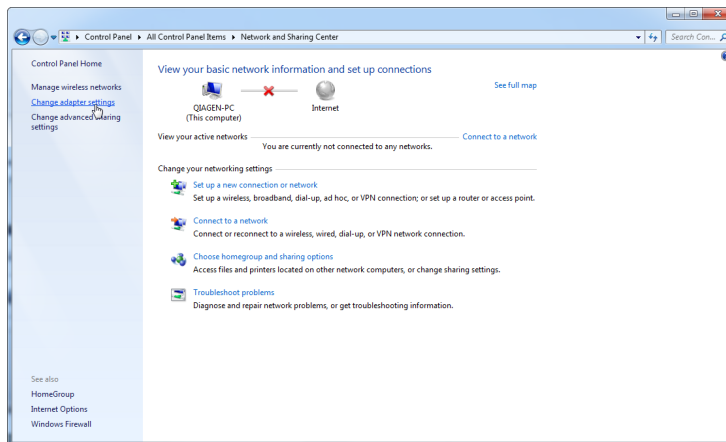 Control Panel ▸ All Control Panel Items ▸ Network and Sharing Center
Search Con...
Control Panel Home
Manage wireless networks
Change adapter settings
Change advanced sharing
settings
View your basic network information and set up connections
See full map
QIAGEN-PC
(This computer)
Internet
View your active networks
Connect to a network
You are currently not connected to any networks.
Change your networking settings
Set up a new connection or network
Set up a wireless, broadband, dial-up, ad hoc, or VPN connection; or set up a router or access point.
Connect to a network
Connect or reconnect to a wireless, wired, dial-up, or VPN network connection.
Choose homegroup and sharing options
Access files and printers located on other network computers, or change sharing settings.
Troubleshoot problems
Diagnose and repair network problems, or get troubleshooting information.
See also
HomeGroup
Internet Options
Windows Firewall